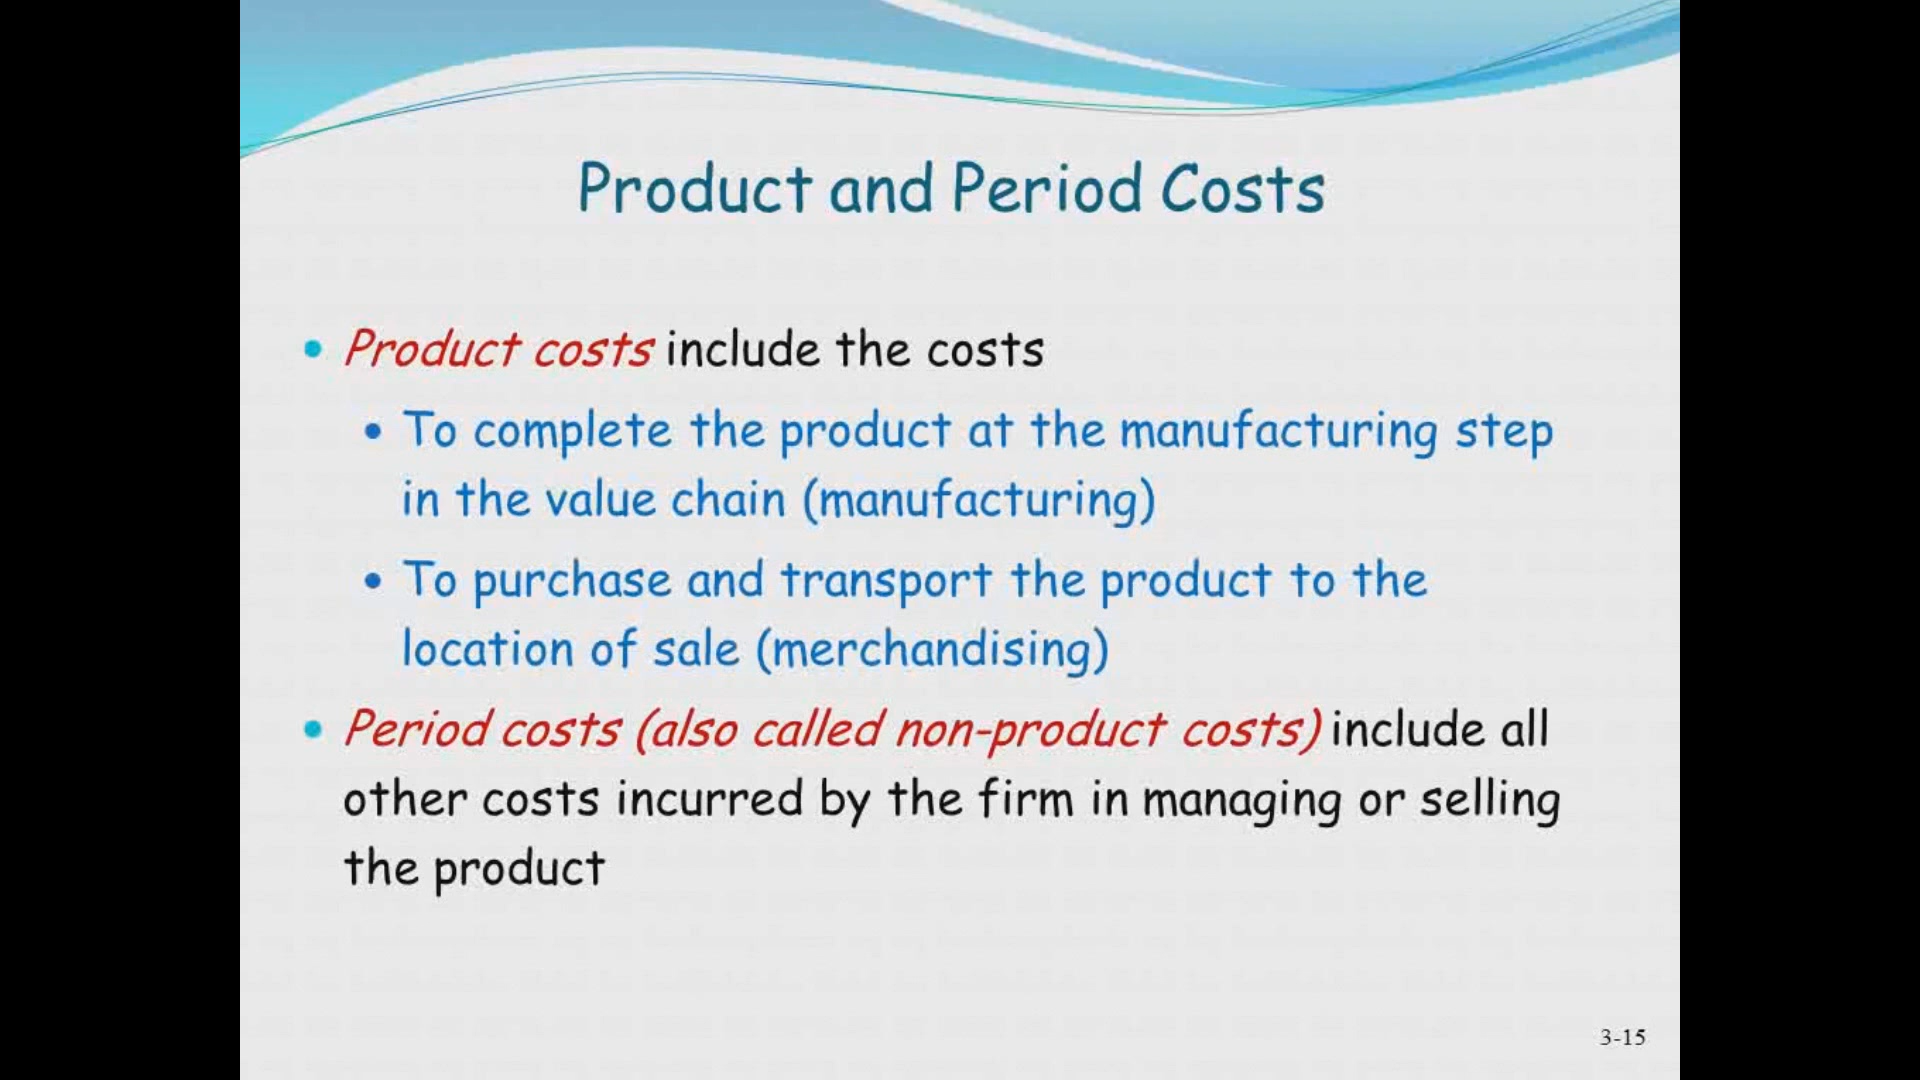 Product and Period Costs
• Product costs include the costs
• To complete the product at the manufacturing step
in the value chain (manufacturing)
• To purchase and transport the product to the
location of sale (merchandising)
• Period costs (also called non-product costs) include all
other costs incurred by the firm in managing or selling
the product
3-15